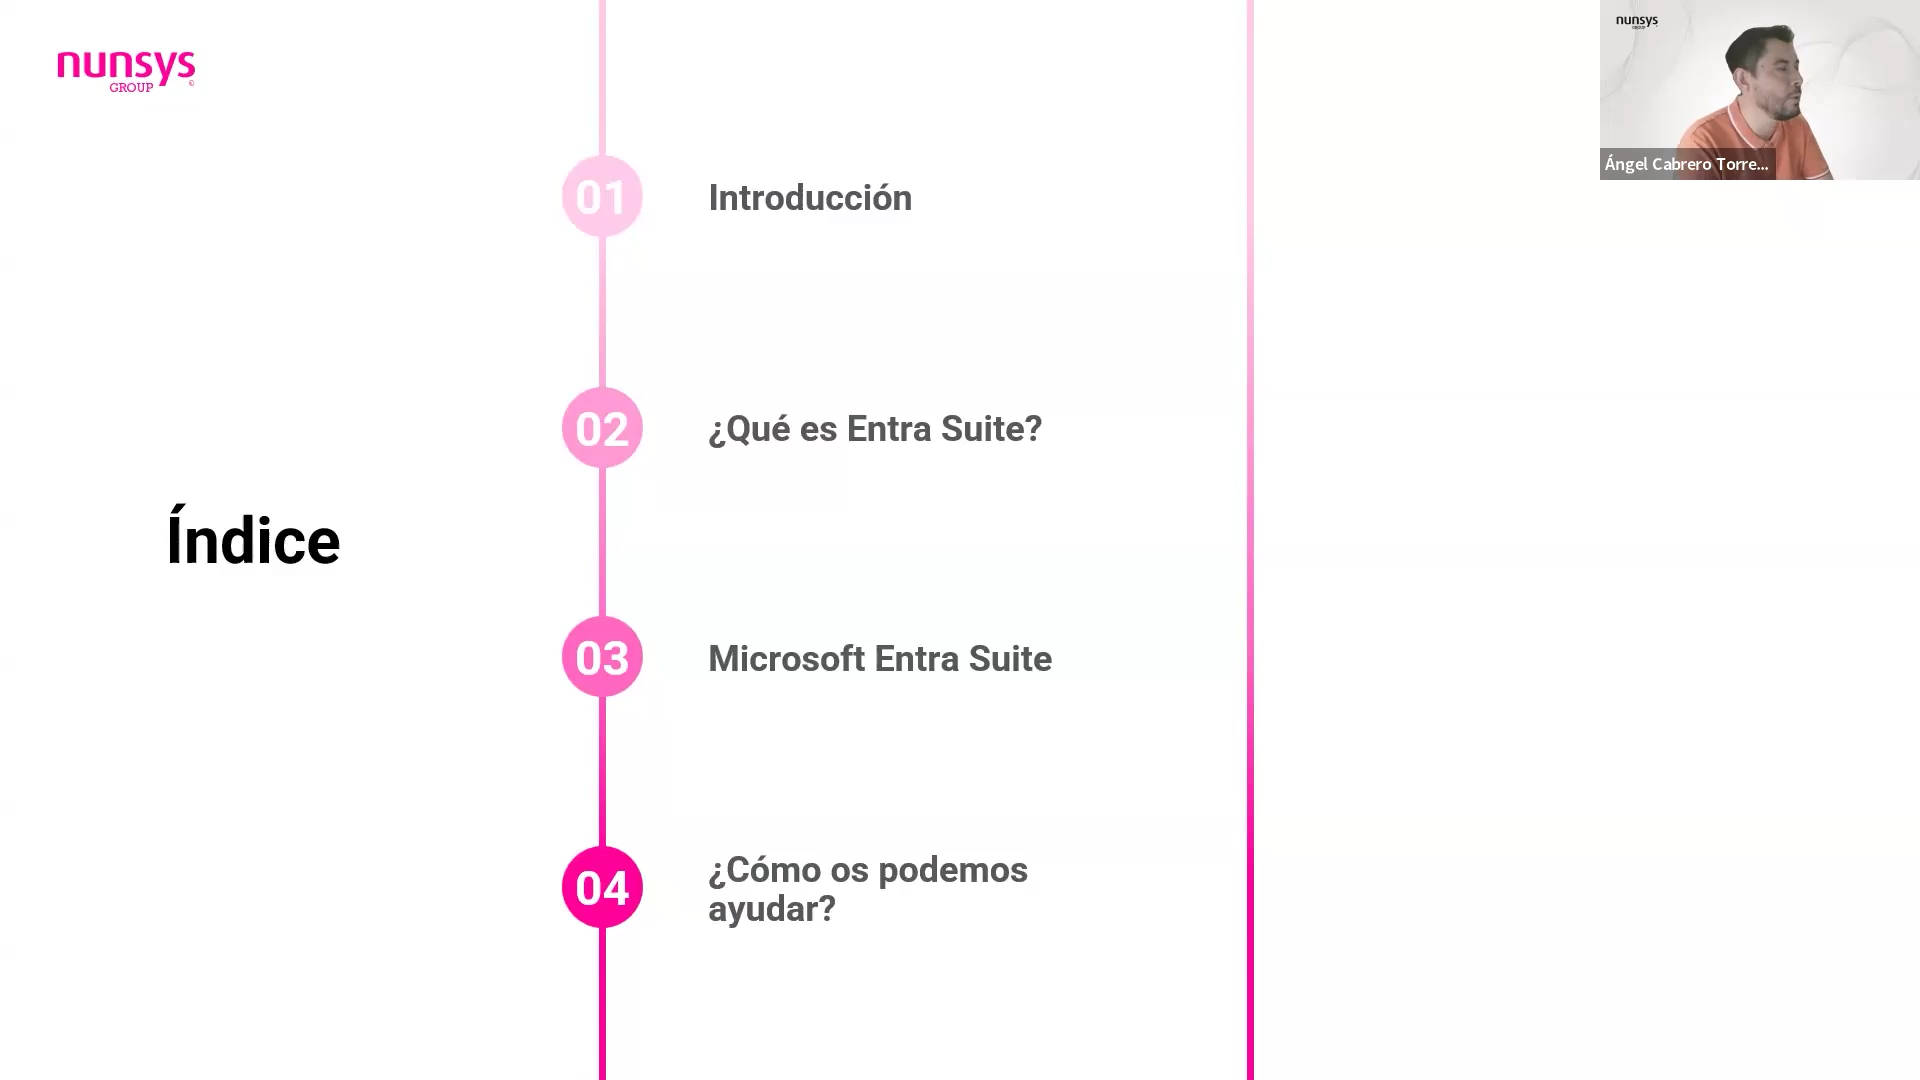 nunsys
GROUP
nunsys
GROUP
Ángel Cabrero Torre...
01
Introducción
02
¿Qué es Entra Suite?
Índice
03
Microsoft Entra Suite
04
¿Cómo os podemos
ayudar?